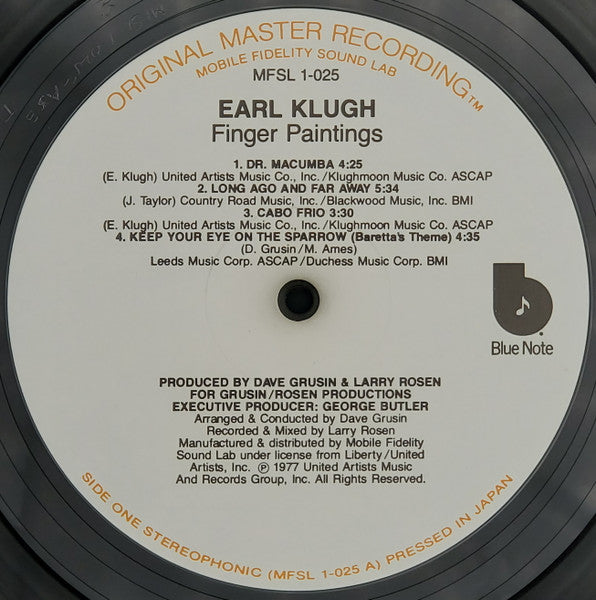 ORIGINAL MASTER RECORDING™
MOBILE FIDELITY SOUND LAB
MFSL 1-025
EARL KLUGH
Finger Paintings
1. DR. MACUMBA 4:25
(E. Klugh) United Artists Music Co., Inc./Klughmoon Music Co. ASCAP
2. LONG AGO AND FAR AWAY 5:34
(J. Taylor) Country Road Music, Inc./Blackwood Music, Inc. BMI
3. CABO FRIO 3:30
(E. Klugh) United Artists Music Co., Inc./Klughmoon Music Co. ASCAP
4. KEEP YOUR EYE ON THE SPARROW (Baretta's Theme) 4:35
(D. Grusin/M. Ames)
Leeds Music Corp. ASCAP/Duchess Music Corp. BMI
Blue Note
PRODUCED BY DAVE GRUSIN & LARRY ROSEN
FOR GRUSIN/ROSEN PRODUCTIONS
EXECUTIVE PRODUCER: GEORGE BUTLER
Arranged & Conducted by Dave Grusin
Recorded & Mixed by Larry Rosen
Manufactured & distributed by Mobile Fidelity
Sound Lab under license from Liberty/United
Artists, Inc. ℗ 1977 United Artists Music
And Records Group, Inc. All Rights Reserved.
SIDE ONE STEREOPHONIC (MFSL 1-025 A) PRESSED IN JAPAN